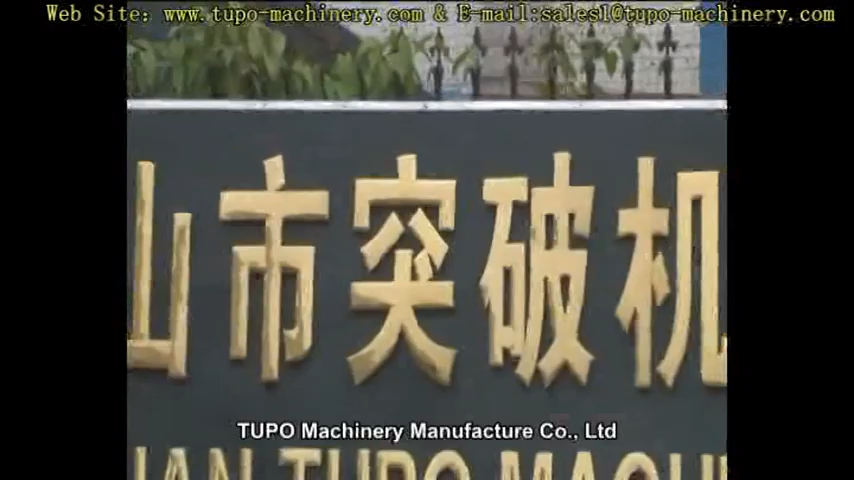 Web Site: www.tupo-machinery.com & E-mail:sales1@tupo-machinery.com
山市突破机
TUPO Machinery Manufacture Co., Ltd
TUPO